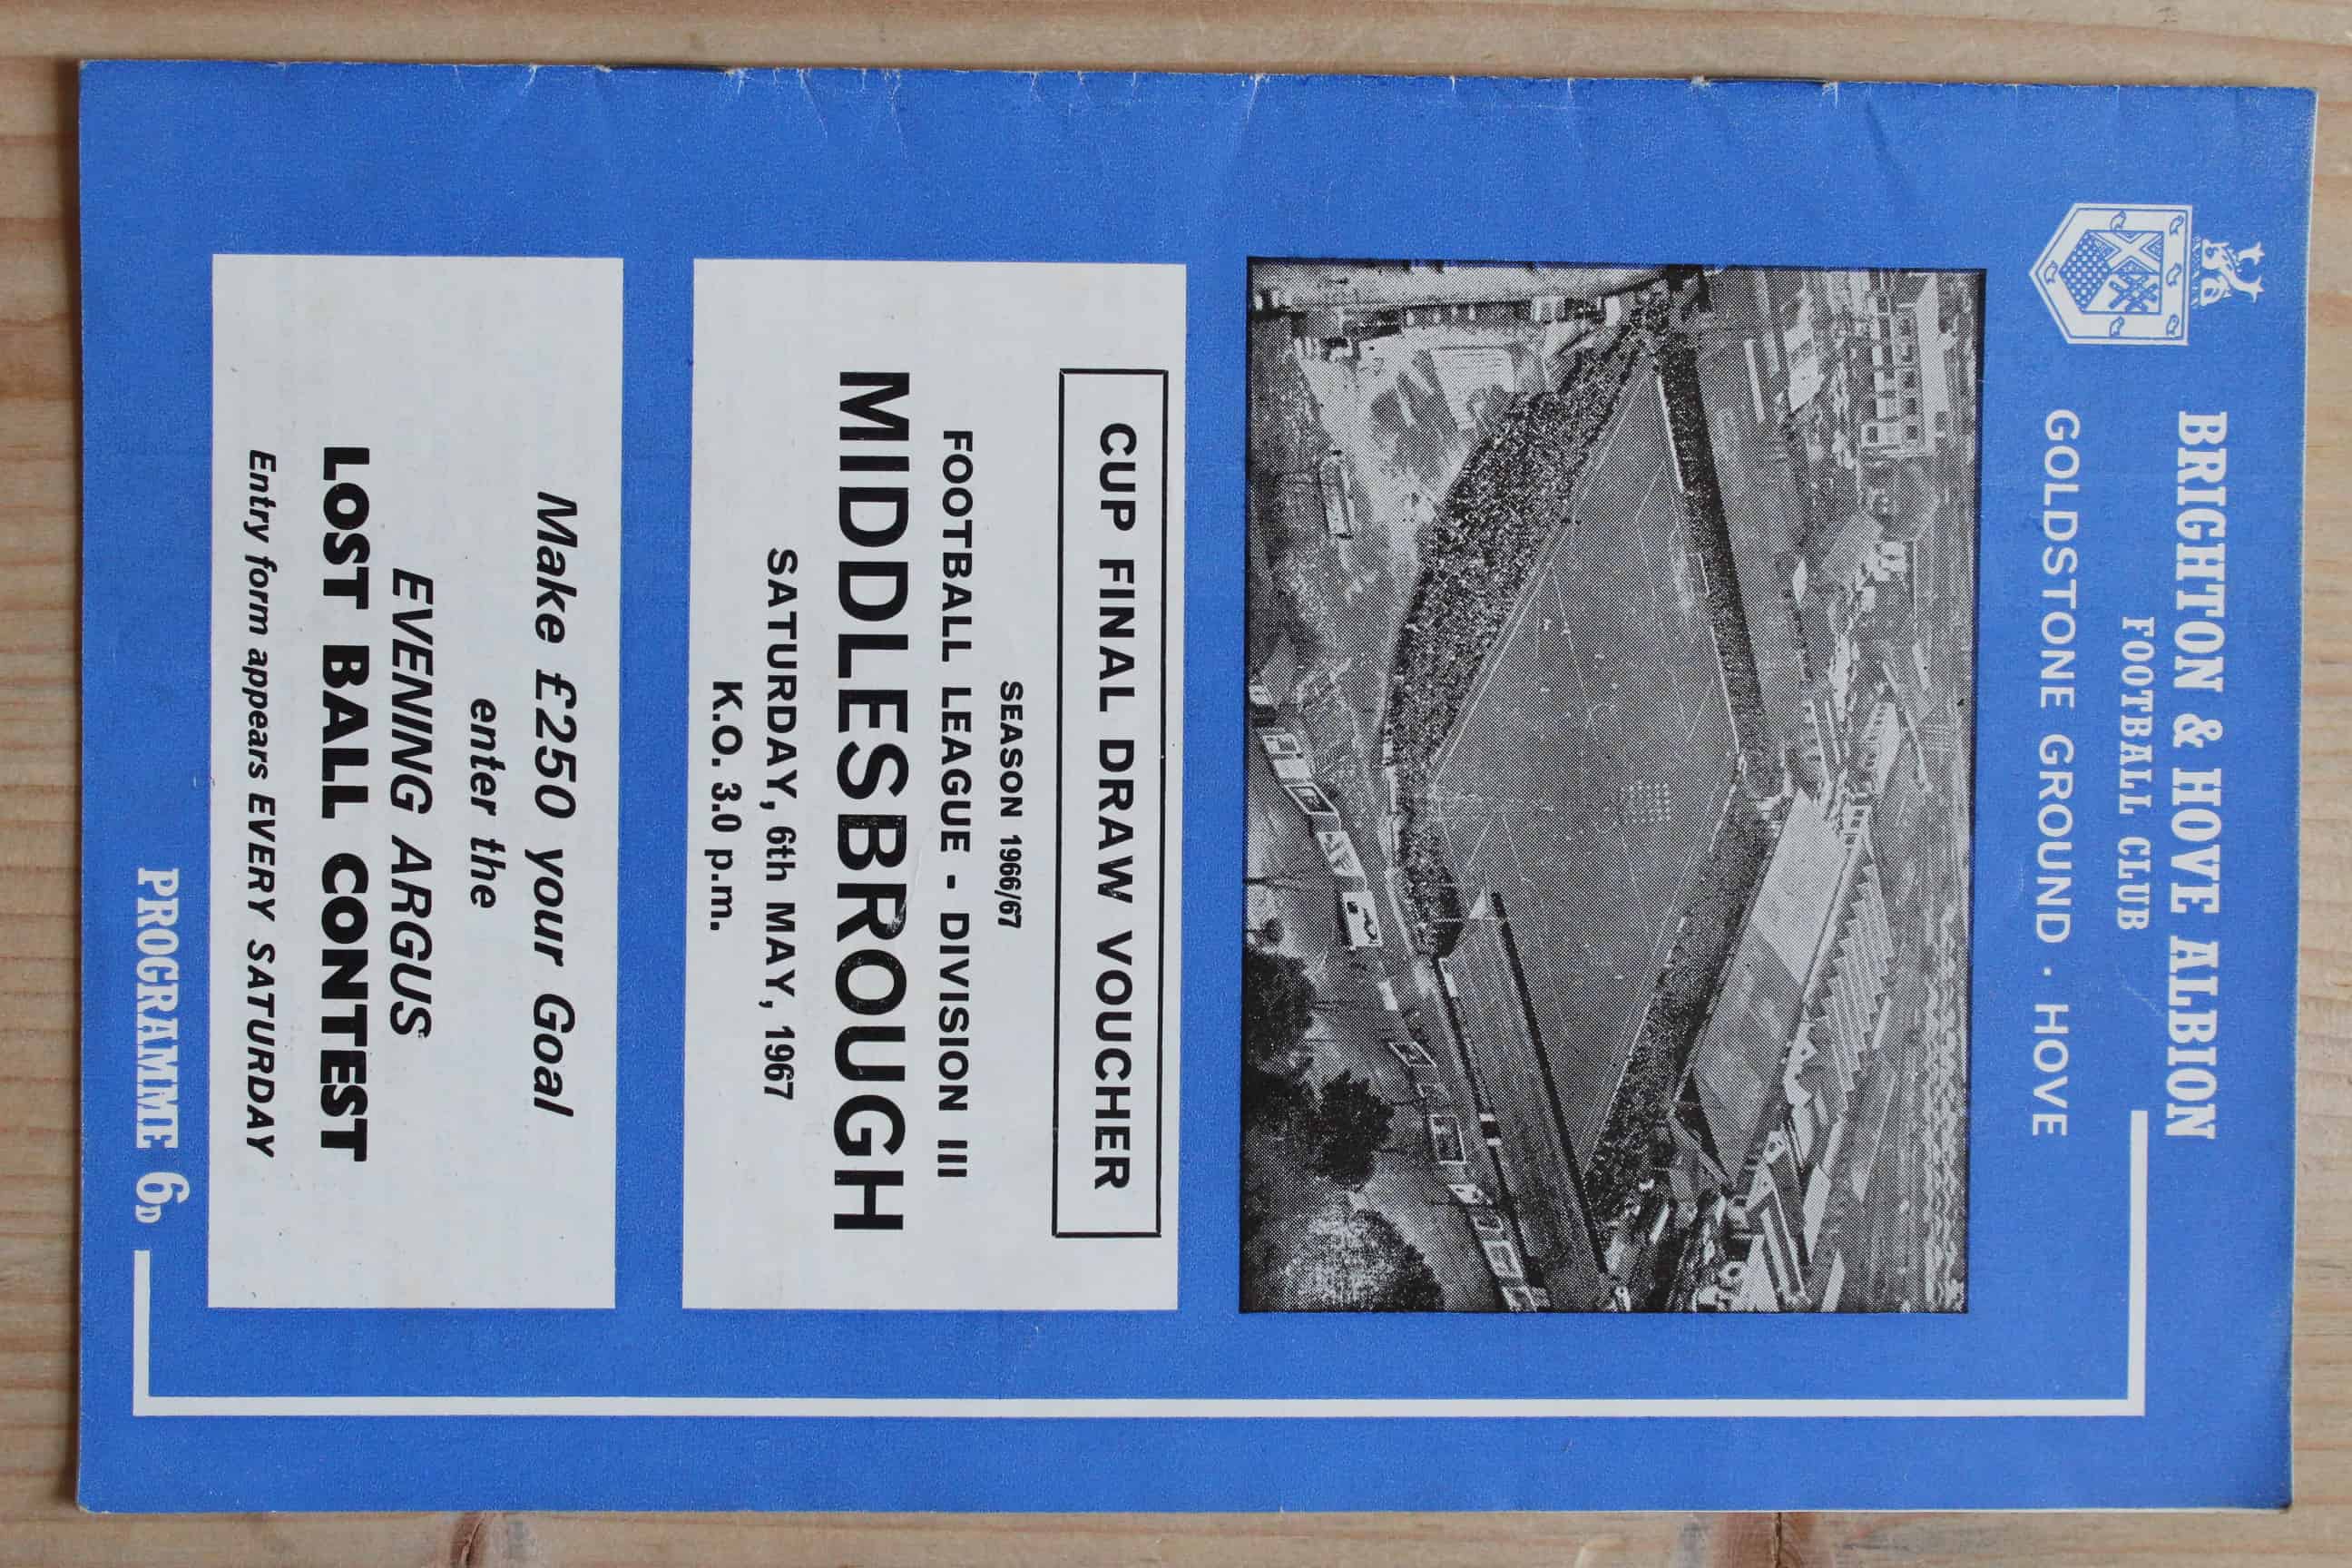 BRIGHTON & HOVE ALBION
FOOTBALL CLUB
GOLDSTONE GROUND · HOVE
CUP FINAL DRAW VOUCHER
SEASON 1966/67
FOOTBALL LEAGUE - DIVISION III
MIDDLESBROUGH
SATURDAY, 6th MAY, 1967
K.O. 3.0 p.m.
Make £250 your Goal
enter the
EVENING ARGUS
LOST BALL CONTEST
Entry form appears EVERY SATURDAY
PROGRAMME 6D